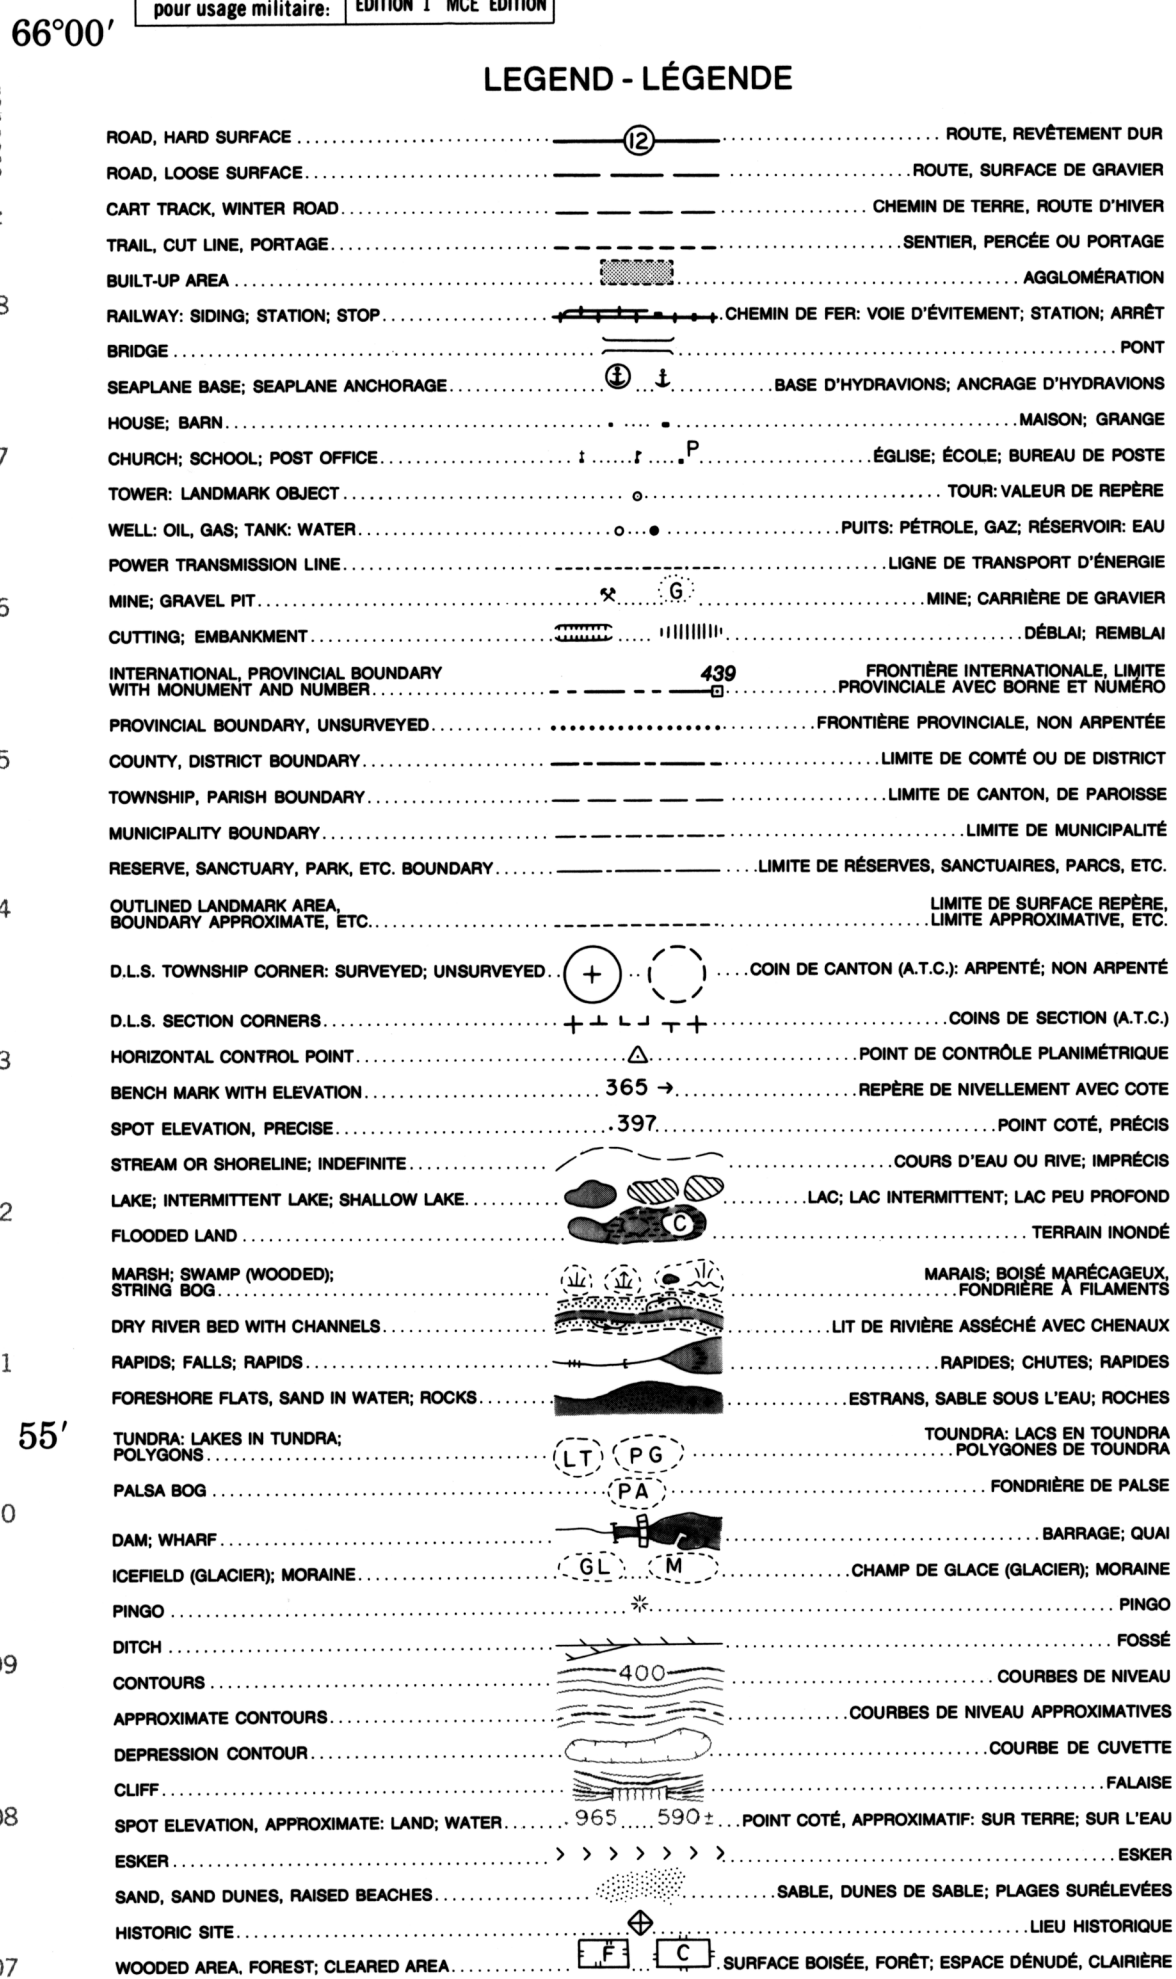 pour usage militaire: EDITION 1 MCE EDITION
66°00′
LEGEND - LÉGENDE
ROAD, HARD SURFACE 12 ROUTE, REVÊTEMENT DUR
ROAD, LOOSE SURFACE ROUTE, SURFACE DE GRAVIER
CART TRACK, WINTER ROAD CHEMIN DE TERRE, ROUTE D'HIVER
TRAIL, CUT LINE, PORTAGE SENTIER, PERCÉE OU PORTAGE
BUILT-UP AREA AGGLOMÉRATION
8
RAILWAY: SIDING; STATION; STOP CHEMIN DE FER: VOIE D'ÉVITEMENT; STATION; ARRÊT
BRIDGE PONT
SEAPLANE BASE; SEAPLANE ANCHORAGE BASE D'HYDRAVIONS; ANCRAGE D'HYDRAVIONS
HOUSE; BARN MAISON; GRANGE
7
CHURCH; SCHOOL; POST OFFICE P ÉGLISE; ÉCOLE; BUREAU DE POSTE
TOWER: LANDMARK OBJECT TOUR: VALEUR DE REPÈRE
WELL: OIL, GAS; TANK: WATER PUITS: PÉTROLE, GAZ; RÉSERVOIR: EAU
POWER TRANSMISSION LINE LIGNE DE TRANSPORT D'ÉNERGIE
6
MINE; GRAVEL PIT G MINE; CARRIÈRE DE GRAVIER
CUTTING; EMBANKMENT DÉBLAI; REMBLAI
INTERNATIONAL, PROVINCIAL BOUNDARY 439 FRONTIÈRE INTERNATIONALE, LIMITE
WITH MONUMENT AND NUMBER PROVINCIALE AVEC BORNE ET NUMÉRO
PROVINCIAL BOUNDARY, UNSURVEYED FRONTIÈRE PROVINCIALE, NON ARPENTÉE
5
COUNTY, DISTRICT BOUNDARY LIMITE DE COMTÉ OU DE DISTRICT
TOWNSHIP, PARISH BOUNDARY LIMITE DE CANTON, DE PAROISSE
MUNICIPALITY BOUNDARY LIMITE DE MUNICIPALITÉ
RESERVE, SANCTUARY, PARK, ETC. BOUNDARY LIMITE DE RÉSERVES, SANCTUAIRES, PARCS, ETC.
4
OUTLINED LANDMARK AREA, LIMITE DE SURFACE REPÈRE,
BOUNDARY APPROXIMATE, ETC. LIMITE APPROXIMATIVE, ETC.
D.L.S. TOWNSHIP CORNER: SURVEYED; UNSURVEYED COIN DE CANTON (A.T.C.): ARPENTÉ; NON ARPENTÉ
D.L.S. SECTION CORNERS COINS DE SECTION (A.T.C.)
3
HORIZONTAL CONTROL POINT POINT DE CONTRÔLE PLANIMÉTRIQUE
BENCH MARK WITH ELEVATION 365 → REPÈRE DE NIVELLEMENT AVEC COTE
SPOT ELEVATION, PRECISE .397 POINT COTÉ, PRÉCIS
STREAM OR SHORELINE; INDEFINITE COURS D'EAU OU RIVE; IMPRÉCIS
2
LAKE; INTERMITTENT LAKE; SHALLOW LAKE LAC; LAC INTERMITTENT; LAC PEU PROFOND
FLOODED LAND C TERRAIN INONDÉ
MARSH; SWAMP (WOODED); MARAIS; BOISÉ MARÉCAGEUX,
STRING BOG FONDRIÈRE À FILAMENTS
DRY RIVER BED WITH CHANNELS LIT DE RIVIÈRE ASSÉCHÉ AVEC CHENAUX
1
RAPIDS; FALLS; RAPIDS RAPIDES; CHUTES; RAPIDES
FORESHORE FLATS, SAND IN WATER; ROCKS ESTRANS, SABLE SOUS L'EAU; ROCHES
55′
TUNDRA: LAKES IN TUNDRA; TOUNDRA: LACS EN TOUNDRA
POLYGONS LT PG POLYGONES DE TOUNDRA
PALSA BOG PA FONDRIÈRE DE PALSE
0
DAM; WHARF BARRAGE; QUAI
ICEFIELD (GLACIER); MORAINE GL M CHAMP DE GLACE (GLACIER); MORAINE
PINGO PINGO
DITCH FOSSÉ
09
CONTOURS 400 COURBES DE NIVEAU
APPROXIMATE CONTOURS COURBES DE NIVEAU APPROXIMATIVES
DEPRESSION CONTOUR COURBE DE CUVETTE
CLIFF FALAISE
08
SPOT ELEVATION, APPROXIMATE: LAND; WATER .965 590± POINT COTÉ, APPROXIMATIF: SUR TERRE; SUR L'EAU
ESKER ESKER
SAND, SAND DUNES, RAISED BEACHES SABLE, DUNES DE SABLE; PLAGES SURÉLEVÉES
HISTORIC SITE LIEU HISTORIQUE
07
WOODED AREA, FOREST; CLEARED AREA F C SURFACE BOISÉE, FORÊT; ESPACE DÉNUDÉ, CLAIRIÈRE